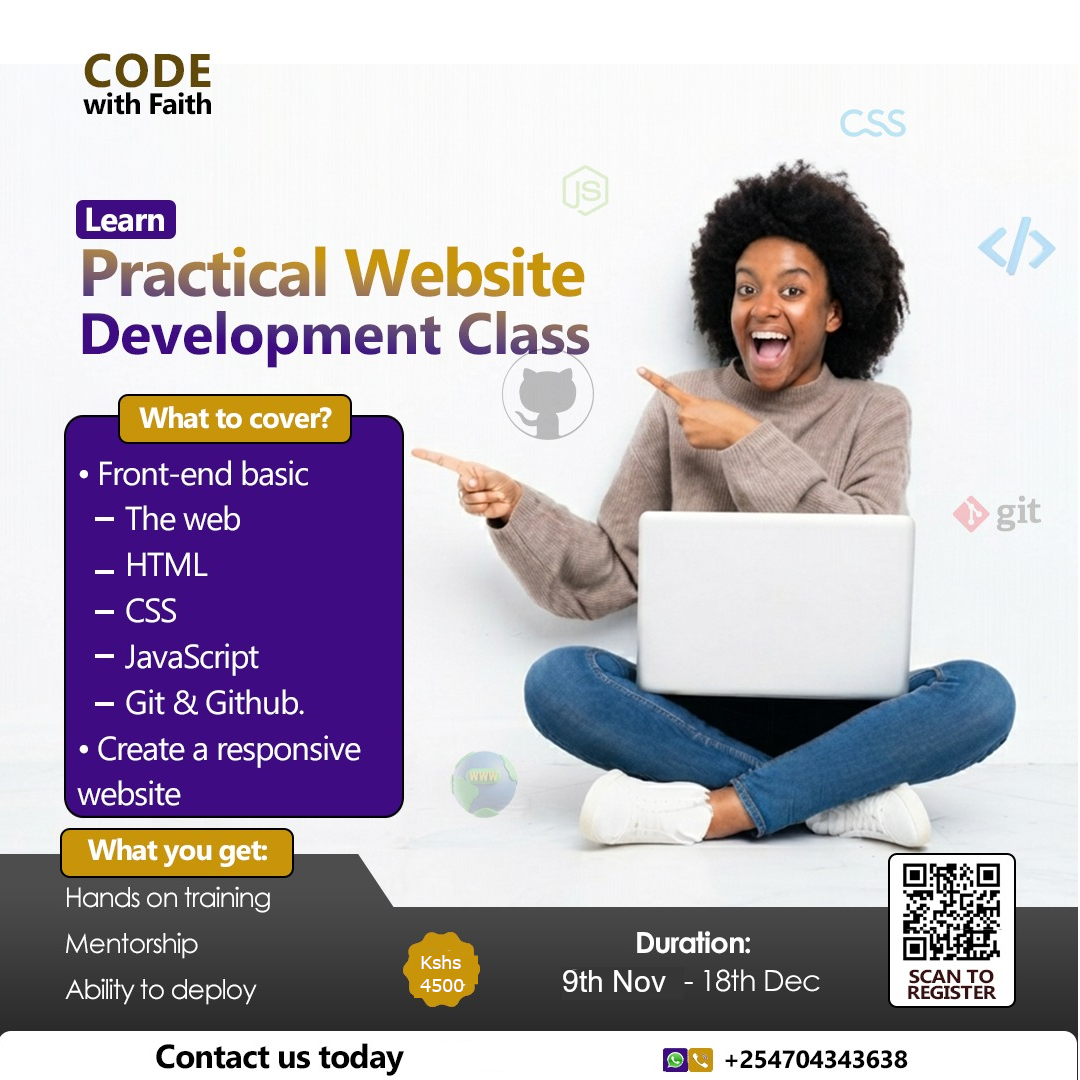 CODE
with Faith
CSS
JS
</>
Learn
Practical Website
Development Class
What to cover?
• Front-end basic
– The web
– HTML
– CSS
– JavaScript
– Git & Github.
• Create a responsive
website
git
WWW
What you get:
Hands on training
Mentorship
Ability to deploy
Kshs
4500
Duration:
9th Nov - 18th Dec
SCAN TO
REGISTER
Contact us today
+254704343638